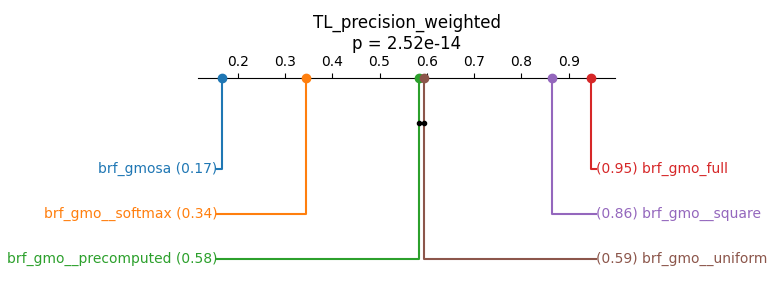 TL_precision_weighted
p = 2.52e-14
0.2 0.3 0.4 0.5 0.6 0.7 0.8 0.9
brf_gmosa (0.17) (0.95) brf_gmo_full
brf_gmo__softmax (0.34) (0.86) brf_gmo__square
brf_gmo__precomputed (0.58) (0.59) brf_gmo__uniform